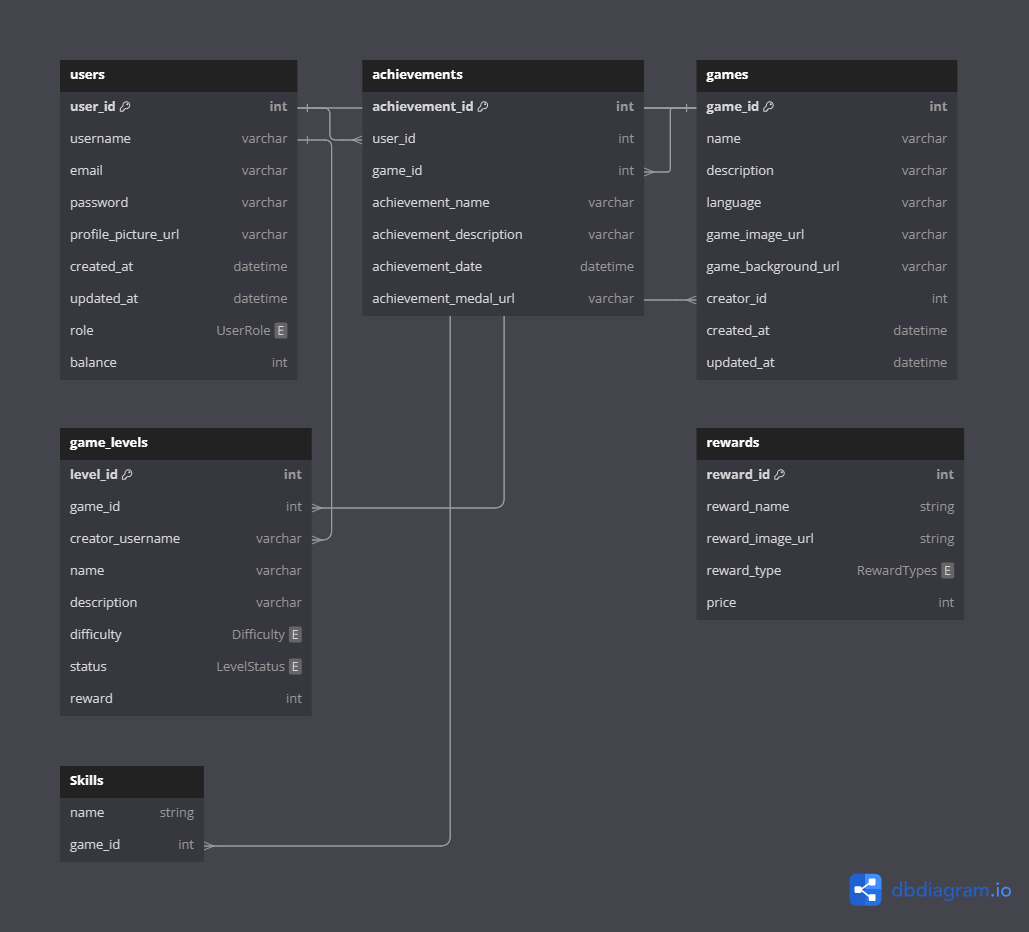 users
user_id int
username varchar
email varchar
password varchar
profile_picture_url varchar
created_at datetime
updated_at datetime
role UserRole E
balance int
achievements
achievement_id int
user_id int
game_id int
achievement_name varchar
achievement_description varchar
achievement_date datetime
achievement_medal_url varchar
games
game_id int
name varchar
description varchar
language varchar
game_image_url varchar
game_background_url varchar
creator_id int
created_at datetime
updated_at datetime
game_levels
level_id int
game_id int
creator_username varchar
name varchar
description varchar
difficulty Difficulty E
status LevelStatus E
reward int
rewards
reward_id int
reward_name string
reward_image_url string
reward_type RewardTypes E
price int
Skills
name string
game_id int
dbdiagram.io